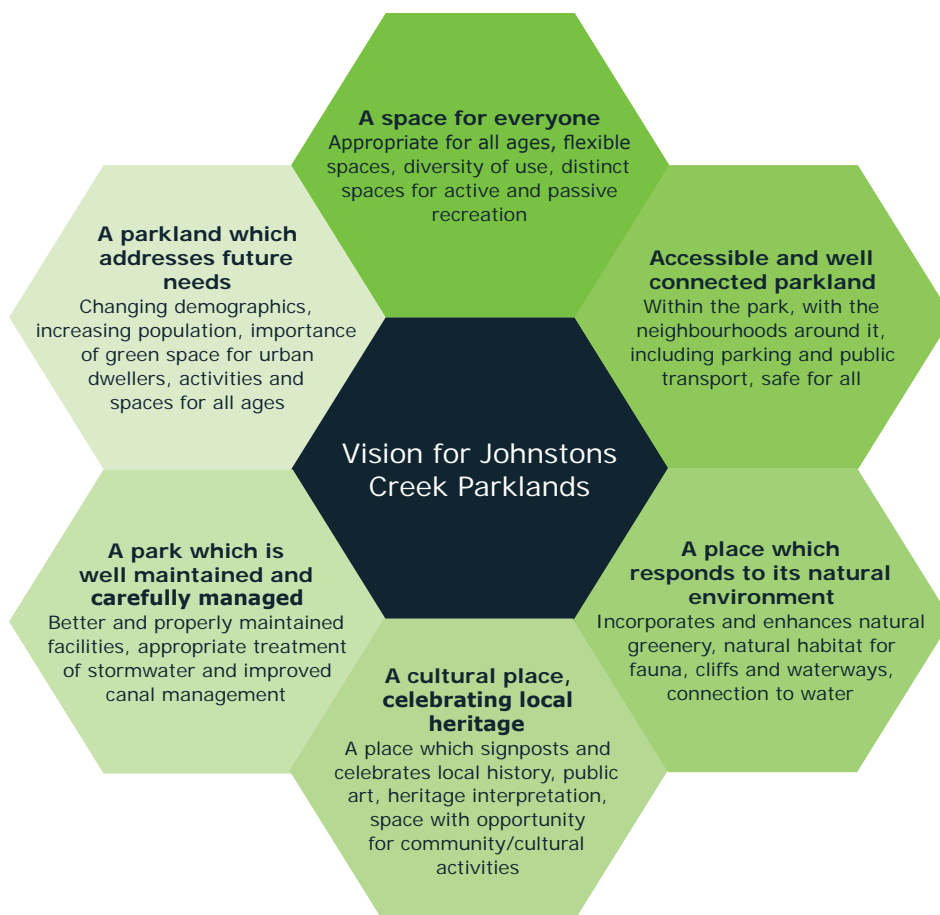 A space for everyone
Appropriate for all ages, flexible
spaces, diversity of use, distinct
spaces for active and passive
recreation
Accessible and well
connected parkland
Within the park, with the
neighbourhoods around it,
including parking and public
transport, safe for all
A place which
responds to its natural
environment
Incorporates and enhances natural
greenery, natural habitat for
fauna, cliffs and waterways,
connection to water
A cultural place,
celebrating local
heritage
A place which signposts and
celebrates local history, public
art, heritage interpretation,
space with opportunity
for community/cultural
activities
A park which is
well maintained and
carefully managed
Better and properly maintained
facilities, appropriate treatment
of stormwater and improved
canal management
A parkland which
addresses future
needs
Changing demographics,
increasing population, importance
of green space for urban
dwellers, activities and
spaces for all ages
Vision for Johnstons
Creek Parklands